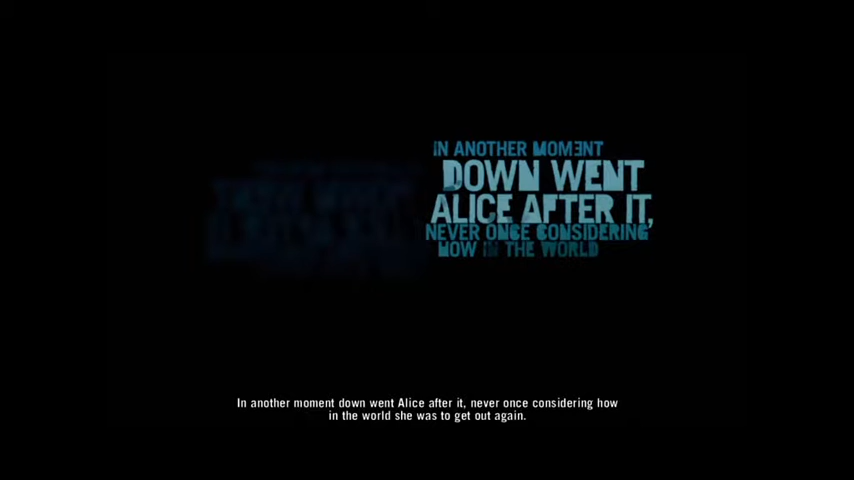 IN ANOTHER MOMENT
DOWN WENT
ALICE AFTER IT,
NEVER ONCE CONSIDERING
HOW IN THE WORLD
In another moment down went Alice after it, never once considering how
in the world she was to get out again.